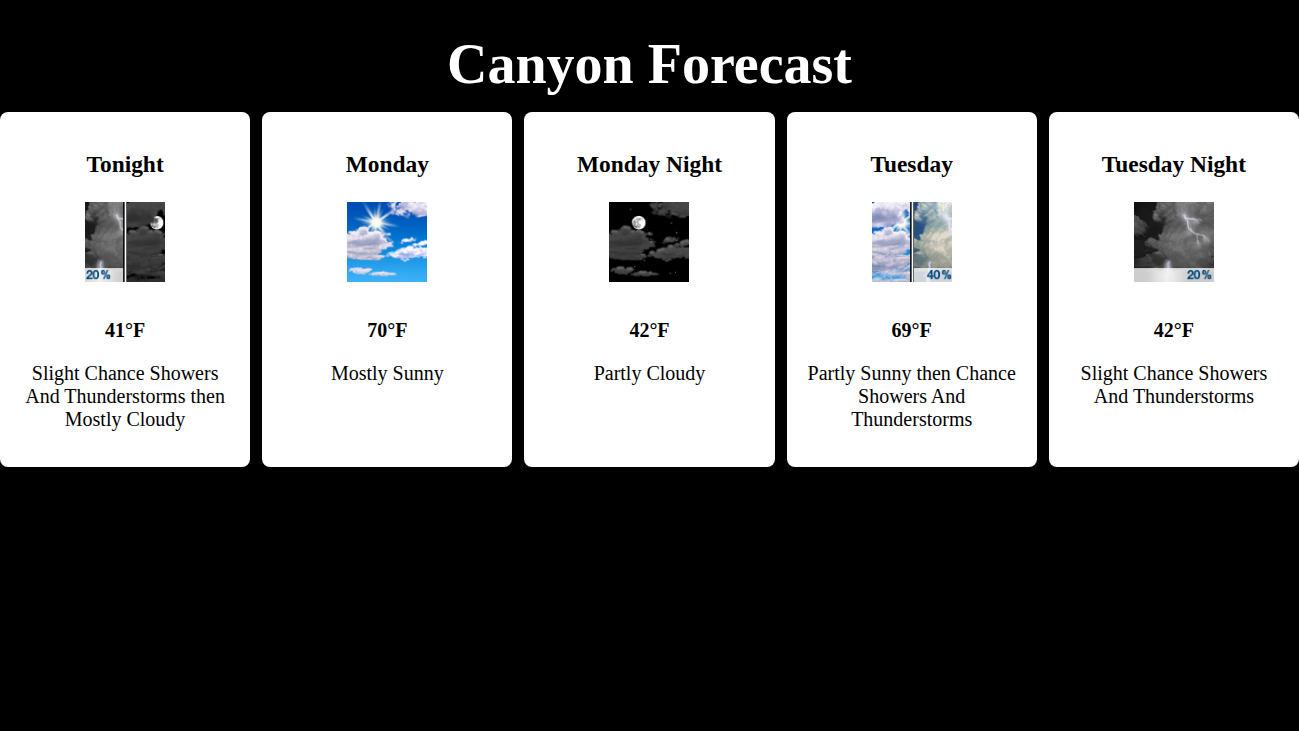 Canyon Forecast
Tonight
20%
41°F
Slight Chance Showers
And Thunderstorms then
Mostly Cloudy
Monday
70°F
Mostly Sunny
Monday Night
42°F
Partly Cloudy
Tuesday
40%
69°F
Partly Sunny then Chance
Showers And
Thunderstorms
Tuesday Night
20%
42°F
Slight Chance Showers
And Thunderstorms